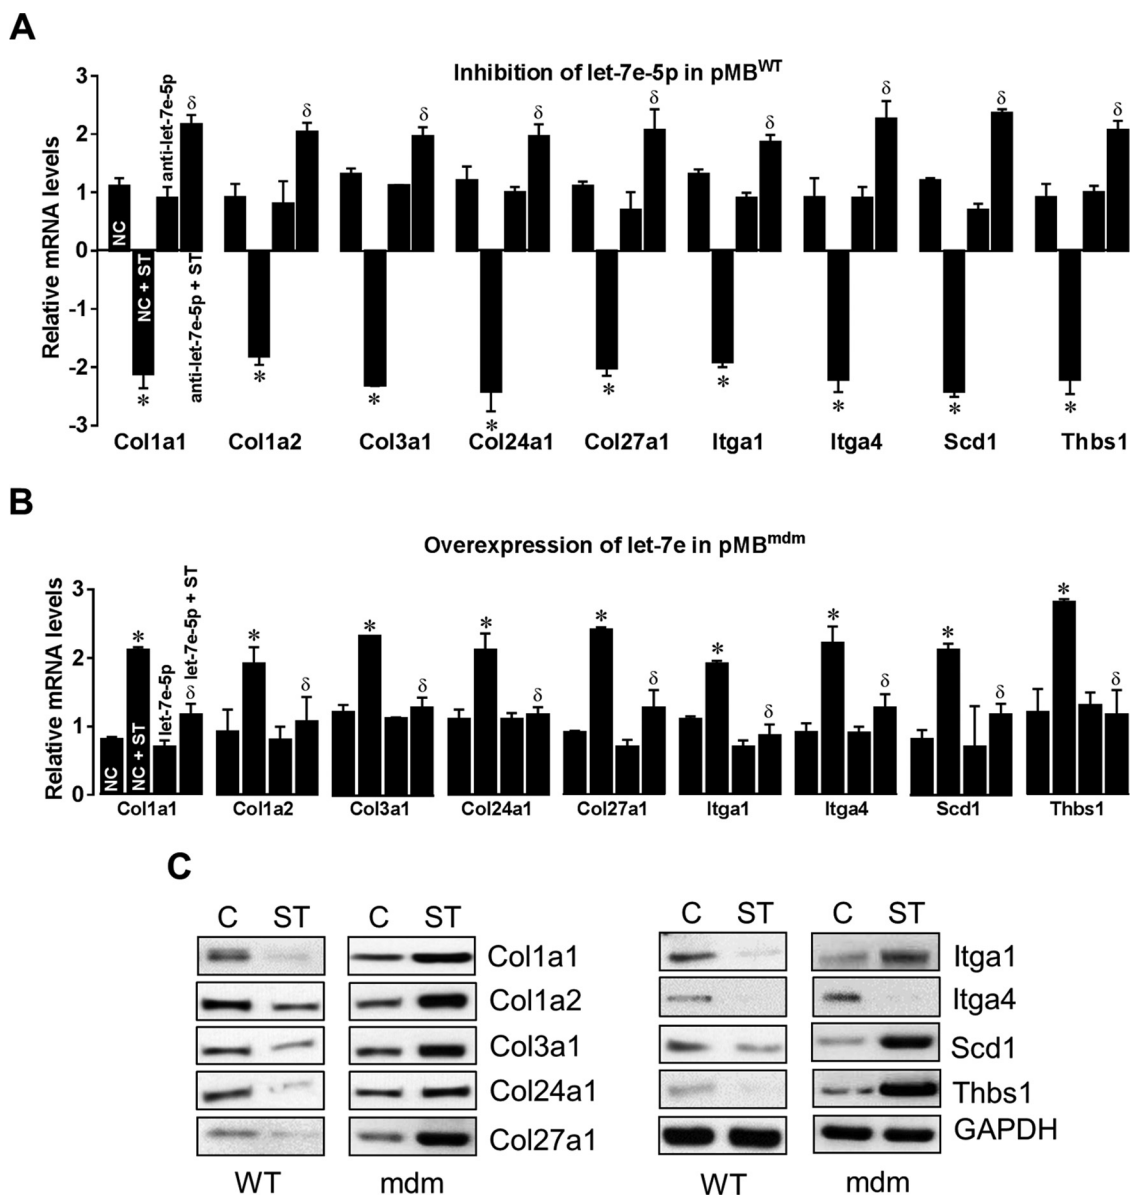 A
Inhibition of let-7e-5p in pMBWT
Relative mRNA levels
3
2
1
0
-1
-2
-3
NC
NC + ST
anti-let-7e-5p
anti-let-7e-5p + ST
δ δ δ δ δ δ δ δ δ
* * * * * * * * *
Col1a1 Col1a2 Col3a1 Col24a1 Col27a1 Itga1 Itga4 Scd1 Thbs1
B
Overexpression of let-7e in pMBmdm
Relative mRNA levels
3
2
1
0
NC
NC + ST
let-7e-5p
let-7e-5p + ST
* * * * * * * * *
δ δ δ δ δ δ δ δ δ
Col1a1 Col1a2 Col3a1 Col24a1 Col27a1 Itga1 Itga4 Scd1 Thbs1
C
C ST C ST
Col1a1
Col1a2
Col3a1
Col24a1
Col27a1
WT mdm
C ST C ST
Itga1
Itga4
Scd1
Thbs1
GAPDH
WT mdm